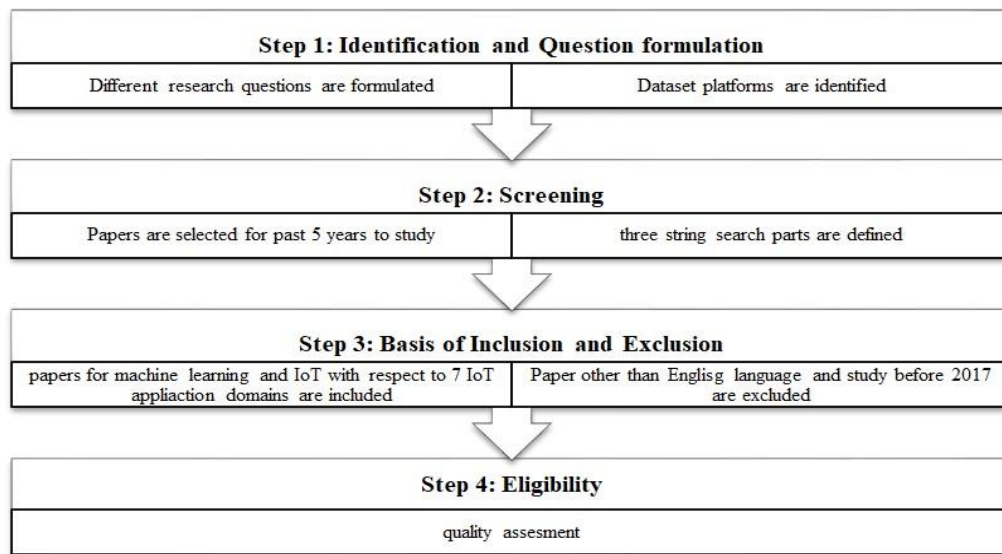 Step 1: Identification and Question formulation
Different research questions are formulated
Dataset platforms are identified
Step 2: Screening
Papers are selected for past 5 years to study
three string search parts are defined
Step 3: Basis of Inclusion and Exclusion
papers for machine learning and IoT with respect to 7 IoT
appliaction domains are included
Paper other than Englisg language and study before 2017
are excluded
Step 4: Eligibility
quality assesment